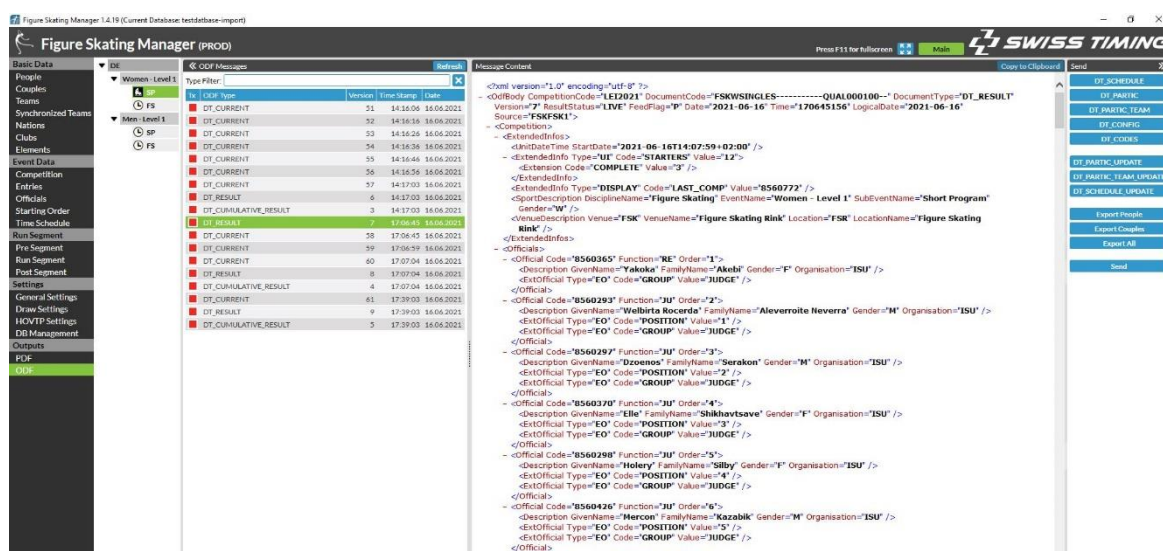 Figure Skating Manager 1.4.19 (Current Database: testdatbase-import)
Figure Skating Manager (PROD)
Press F11 for fullscreen
Main
SWISS TIMING
Basic Data
People
Couples
Teams
Synchronized Teams
Nations
Clubs
Elements
Event Data
Competition
Entries
Officials
Starting Order
Time Schedule
Run Segment
Pre Segment
Run Segment
Post Segment
Settings
General Settings
Draw Settings
HOVTP Settings
DB Management
Outputs
PDF
ODF
DE
Women - Level 1
SP
FS
Men - Level 1
SP
FS
ODF Messages Refresh
Type Filter:
Tx ODF Type Version Time Stamp Date
DT_CURRENT 51 14:16:06 16.06.2021
DT_CURRENT 52 14:16:16 16.06.2021
DT_CURRENT 53 14:16:26 16.06.2021
DT_CURRENT 54 14:16:36 16.06.2021
DT_CURRENT 55 14:16:46 16.06.2021
DT_CURRENT 56 14:16:56 16.06.2021
DT_CURRENT 57 14:17:03 16.06.2021
DT_RESULT 6 14:17:03 16.06.2021
DT_CUMULATIVE_RESULT 3 14:17:03 16.06.2021
DT_RESULT 7 17:06:45 16.06.2021
DT_CURRENT 58 17:06:45 16.06.2021
DT_CURRENT 59 17:06:59 16.06.2021
DT_CURRENT 60 17:07:04 16.06.2021
DT_RESULT 8 17:07:04 16.06.2021
DT_CUMULATIVE_RESULT 4 17:07:04 16.06.2021
DT_CURRENT 61 17:39:03 16.06.2021
DT_RESULT 9 17:39:03 16.06.2021
DT_CUMULATIVE_RESULT 5 17:39:03 16.06.2021
Message Content Copy to Clipboard
<?xml version="1.0" encoding="utf-8" ?>
- <OdfBody CompetitionCode="LEI2021" DocumentCode="FSKWSINGLES-----------QUAL000100--" DocumentType="DT_RESULT"
Version="7" ResultStatus="LIVE" FeedFlag="P" Date="2021-06-16" Time="170645156" LogicalDate="2021-06-16"
Source="FSKFSK1">
- <Competition>
- <ExtendedInfos>
<UnitDateTime StartDate="2021-06-16T14:07:59+02:00" />
- <ExtendedInfo Type="UI" Code="STARTERS" Value="12">
<Extension Code="COMPLETE" Value="3" />
</ExtendedInfo>
<ExtendedInfo Type="DISPLAY" Code="LAST_COMP" Value="8560772" />
<SportDescription DisciplineName="Figure Skating" EventName="Women - Level 1" SubEventName="Short Program"
Gender="W" />
<VenueDescription Venue="FSK" VenueName="Figure Skating Rink" Location="FSR" LocationName="Figure Skating
Rink" />
</ExtendedInfos>
- <Officials>
- <Official Code="8560365" Function="RE" Order="1">
<Description GivenName="Yakoka" FamilyName="Akebi" Gender="F" Organisation="ISU" />
<ExtOfficial Type="EO" Code="GROUP" Value="JUDGE" />
</Official>
- <Official Code="8560293" Function="JU" Order="2">
<Description GivenName="Welbirta Rocerda" FamilyName="Aleverroite Neverra" Gender="M" Organisation="ISU" />
<ExtOfficial Type="EO" Code="POSITION" Value="1" />
<ExtOfficial Type="EO" Code="GROUP" Value="JUDGE" />
</Official>
- <Official Code="8560297" Function="JU" Order="3">
<Description GivenName="Dzoenos" FamilyName="Serakon" Gender="M" Organisation="ISU" />
<ExtOfficial Type="EO" Code="POSITION" Value="2" />
<ExtOfficial Type="EO" Code="GROUP" Value="JUDGE" />
</Official>
- <Official Code="8560370" Function="JU" Order="4">
<Description GivenName="Elle" FamilyName="Shikhavtsave" Gender="F" Organisation="ISU" />
<ExtOfficial Type="EO" Code="POSITION" Value="3" />
<ExtOfficial Type="EO" Code="GROUP" Value="JUDGE" />
</Official>
- <Official Code="8560298" Function="JU" Order="5">
<Description GivenName="Holery" FamilyName="Silby" Gender="F" Organisation="ISU" />
<ExtOfficial Type="EO" Code="POSITION" Value="4" />
<ExtOfficial Type="EO" Code="GROUP" Value="JUDGE" />
</Official>
- <Official Code="8560426" Function="JU" Order="6">
<Description GivenName="Mercon" FamilyName="Kazabik" Gender="M" Organisation="ISU" />
<ExtOfficial Type="EO" Code="POSITION" Value="5" />
<ExtOfficial Type="EO" Code="GROUP" Value="JUDGE" />
</Official>
Send
DT_SCHEDULE
DT_PARTIC
DT_PARTIC_TEAM
DT_CONFIG
DT_CODES
DT_PARTIC_UPDATE
DT_PARTIC_TEAM_UPDATE
DT_SCHEDULE_UPDATE
Export People
Export Couples
Export All
Send